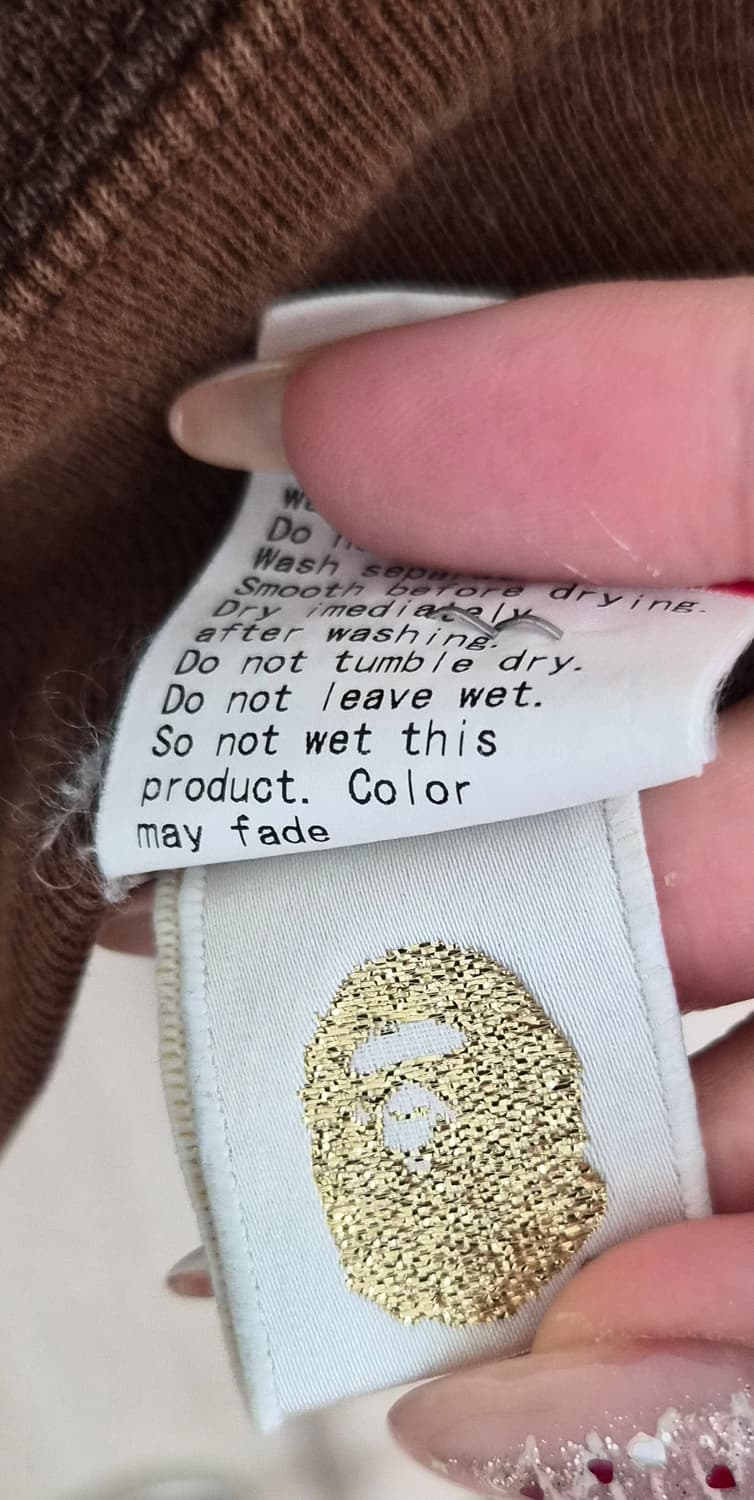 Do
Wash
Smooth before drying.
Dry imediately
after washing.
Do not tumble dry.
Do not leave wet.
So not wet this
product. Color
may fade